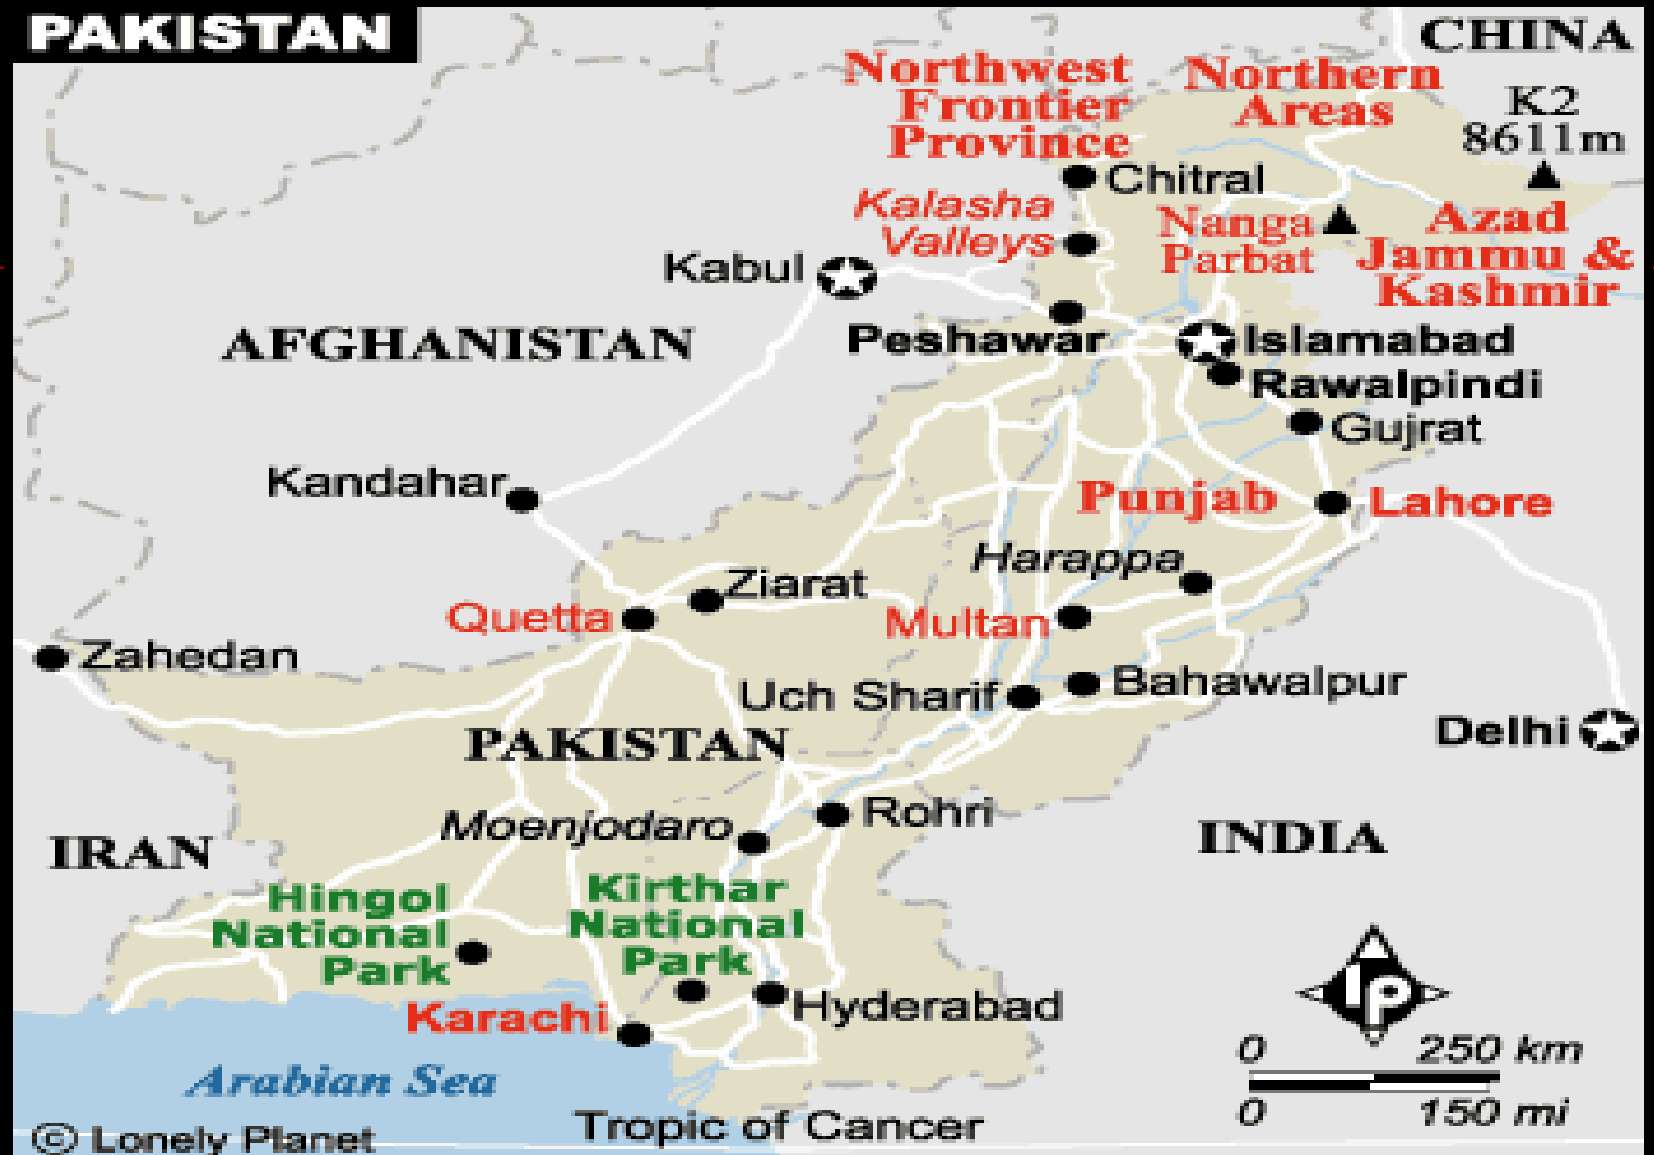 PAKISTAN
CHINA
Northwest
Frontier
Province
Northern
Areas
K2
8611m
Chitral
Kalasha
Valleys
Nanga
Parbat
Azad
Jammu &
Kashmir
Kabul
AFGHANISTAN
Peshawar
Islamabad
Rawalpindi
Gujrat
Kandahar
Punjab
Lahore
Harappa
Ziarat
Quetta
Multan
Zahedan
Uch Sharif
Bahawalpur
Delhi
PAKISTAN
Moenjodaro
Rohri
IRAN
INDIA
Hingol
National
Park
Kirthar
National
Park
Hyderabad
Karachi
lp
0 250 km
0 150 mi
Arabian Sea
Tropic of Cancer
© Lonely Planet